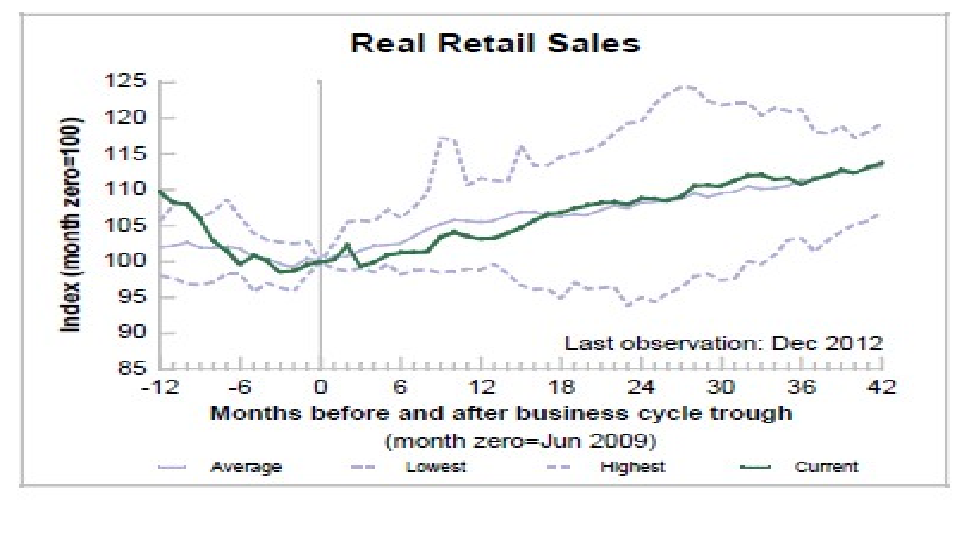 Real Retail Sales
Index (month zero=100)
125
120
115
110
105
100
95
90
85
Last observation: Dec 2012
-12 -6 0 6 12 18 24 30 36 42
Months before and after business cycle trough
(month zero=Jun 2009)
Average Lowest Highest Current